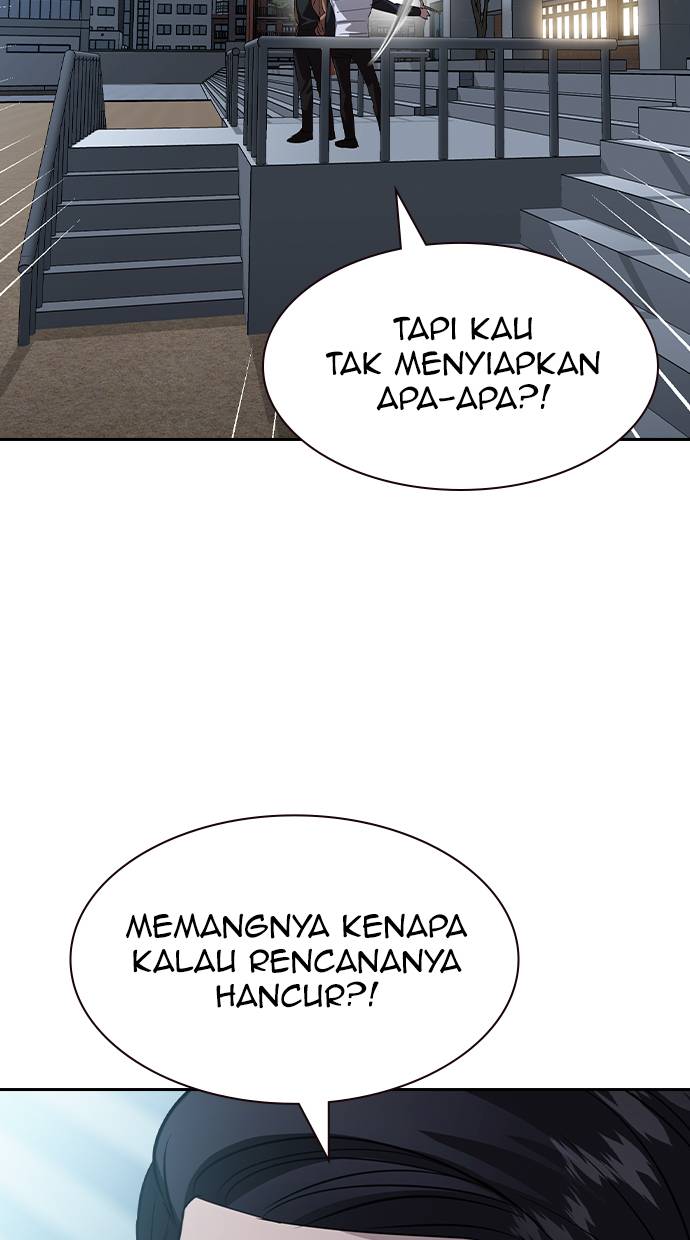 TAPI KAU
TAK MENYIAPKAN
APA-APA?!
MEMANGNYA KENAPA
KALAU RENCANANYA
HANCUR?!